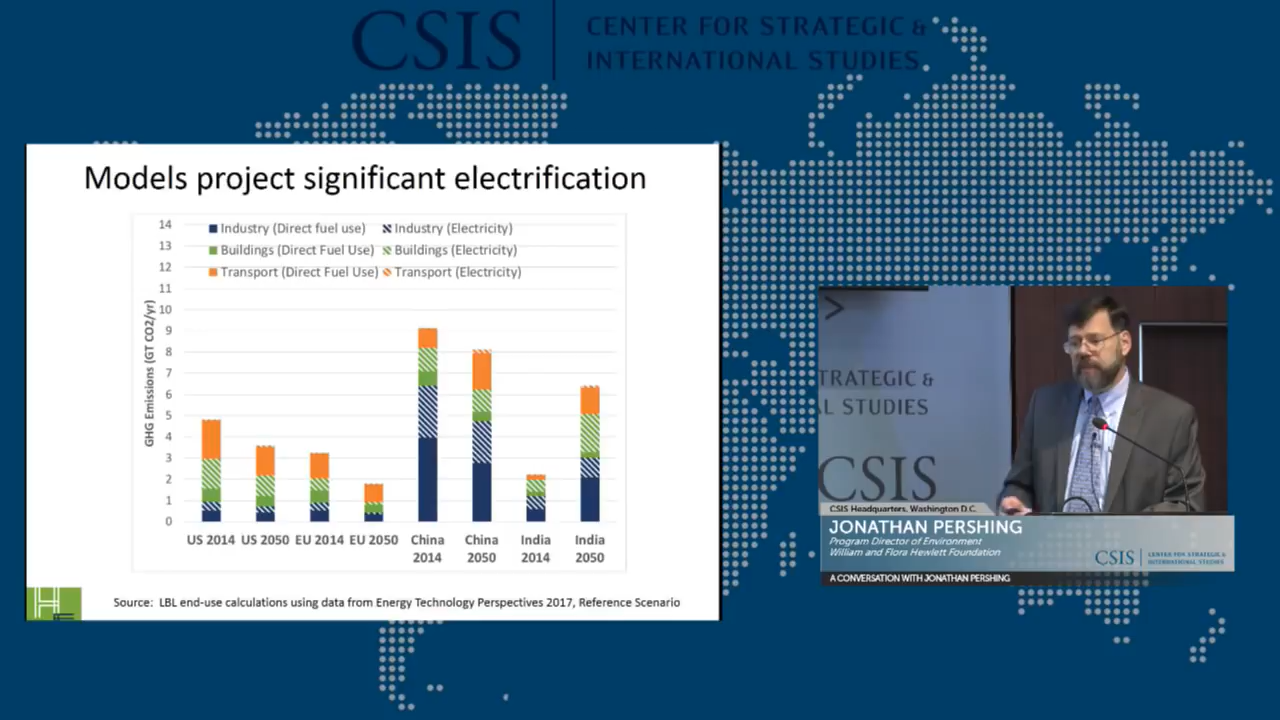 CSIS
CENTER FOR STRATEGIC &
INTERNATIONAL STUDIES
Models project significant electrification
14
13
12
11
10
9
8
7
6
5
4
3
2
1
0
GHG Emissions (GT CO2/yr)
Industry (Direct fuel use) Industry (Electricity)
Buildings (Direct Fuel Use) Buildings (Electricity)
Transport (Direct Fuel Use) Transport (Electricity)
US 2014 US 2050 EU 2014 EU 2050 China 2014 China 2050 India 2014 India 2050
Source: LBL end-use calculations using data from Energy Technology Perspectives 2017, Reference Scenario
TRATEGIC &
L STUDIES
CSIS
CSIS Headquarters, Washington D.C.
JONATHAN PERSHING
Program Director of Environment
William and Flora Hewlett Foundation
CSIS
CENTER FOR STRATEGIC &
INTERNATIONAL STUDIES
A CONVERSATION WITH JONATHAN PERSHING